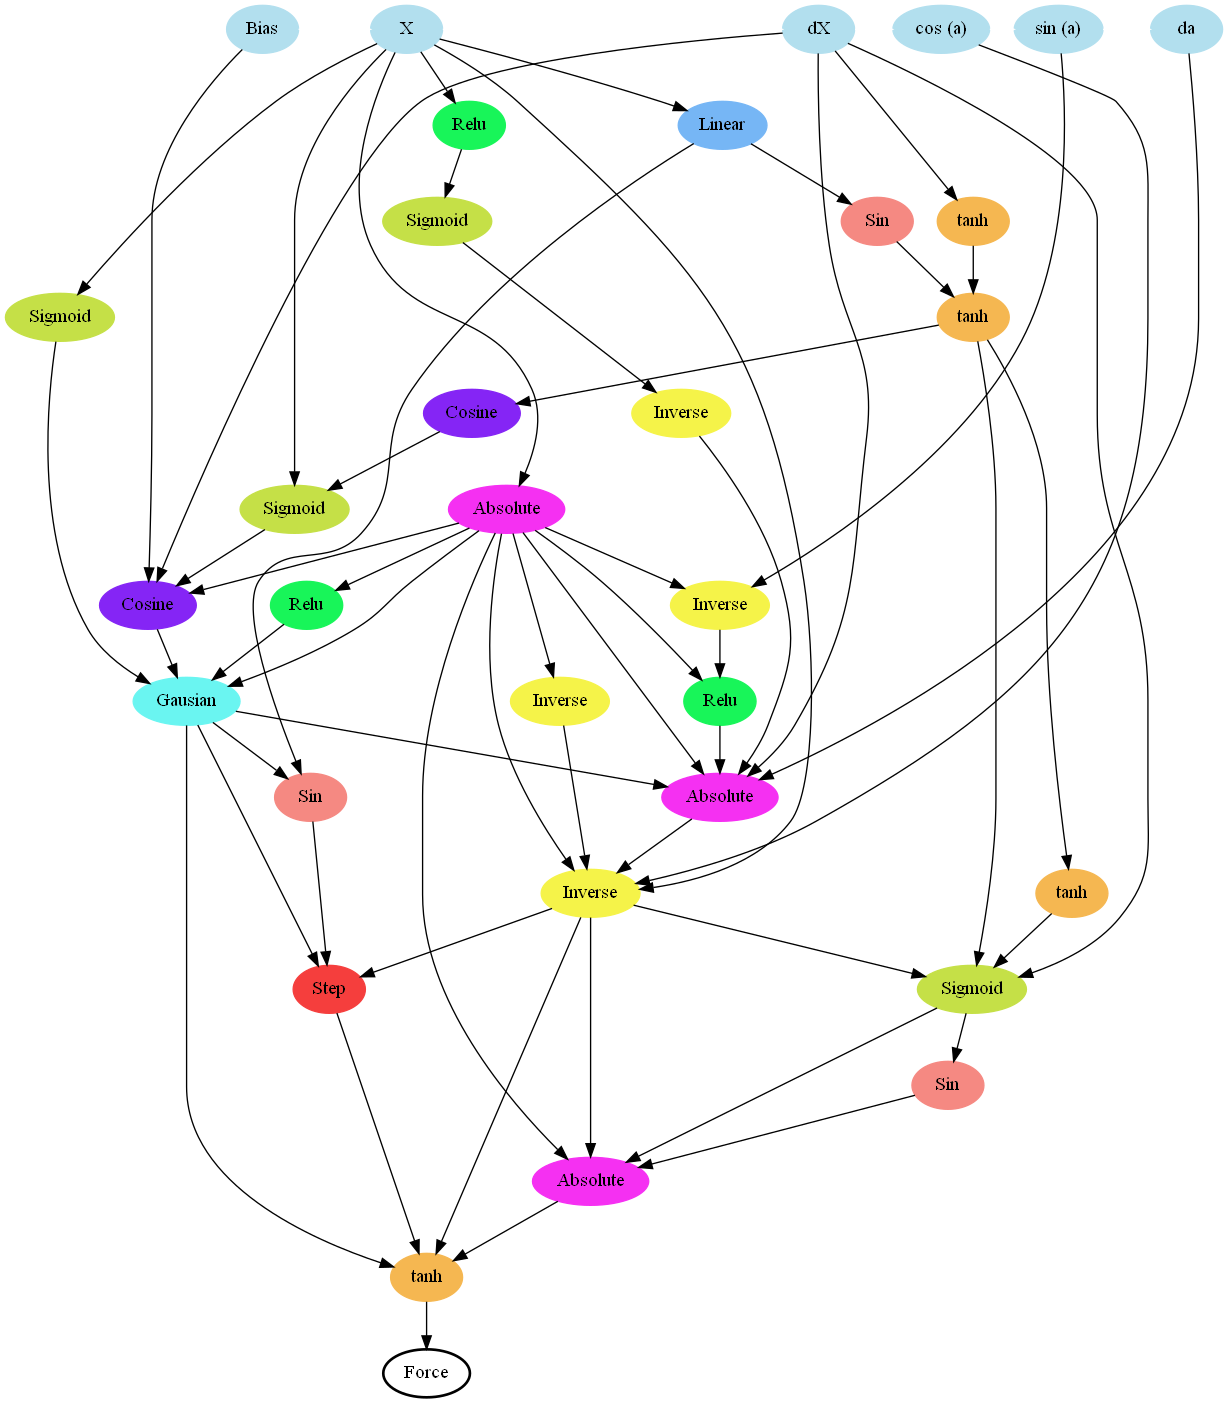 Bias
X
dX
cos (a)
sin (a)
da
Relu
Linear
Sigmoid
Sin
tanh
Sigmoid
tanh
Cosine
Inverse
Sigmoid
Absolute
Cosine
Relu
Inverse
Gausian
Inverse
Relu
Sin
Absolute
Inverse
tanh
Step
Sigmoid
Sin
Absolute
tanh
Force